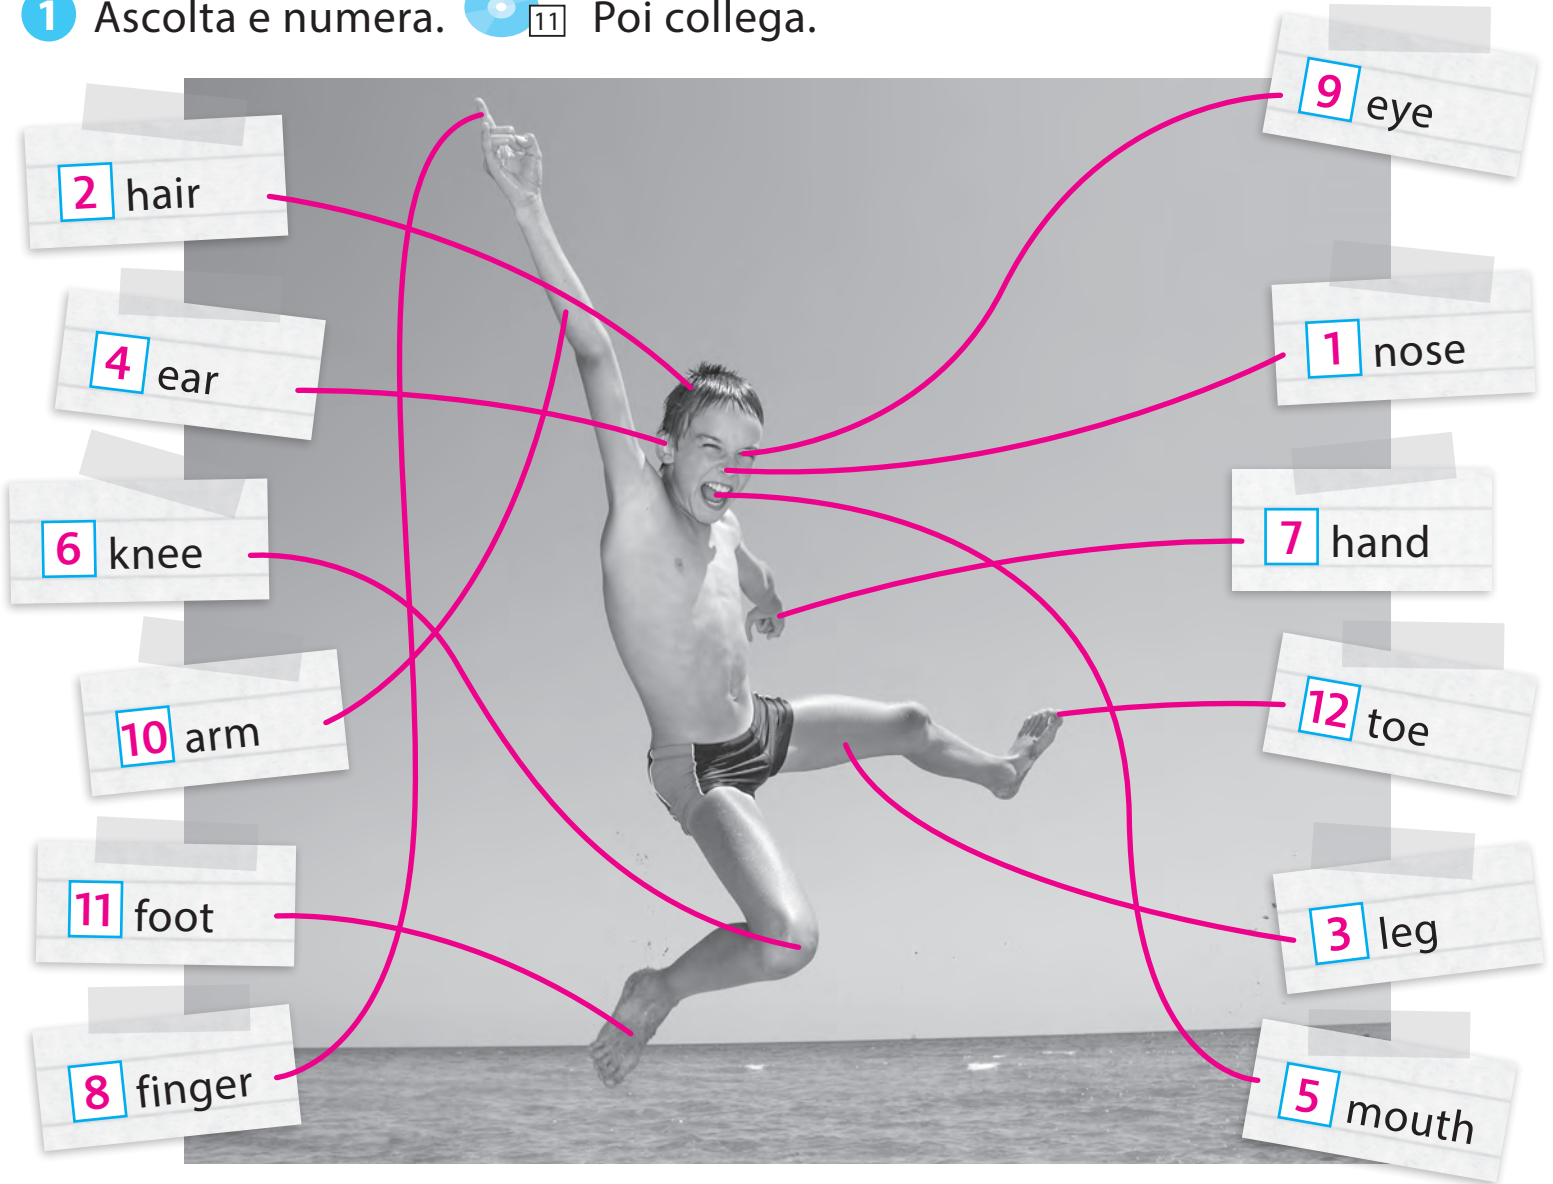 1 Ascolta e numera. 11 Poi collega.
2 hair
4 ear
6 knee
10 arm
11 foot
8 finger
9 eye
1 nose
7 hand
12 toe
3 leg
5 mouth